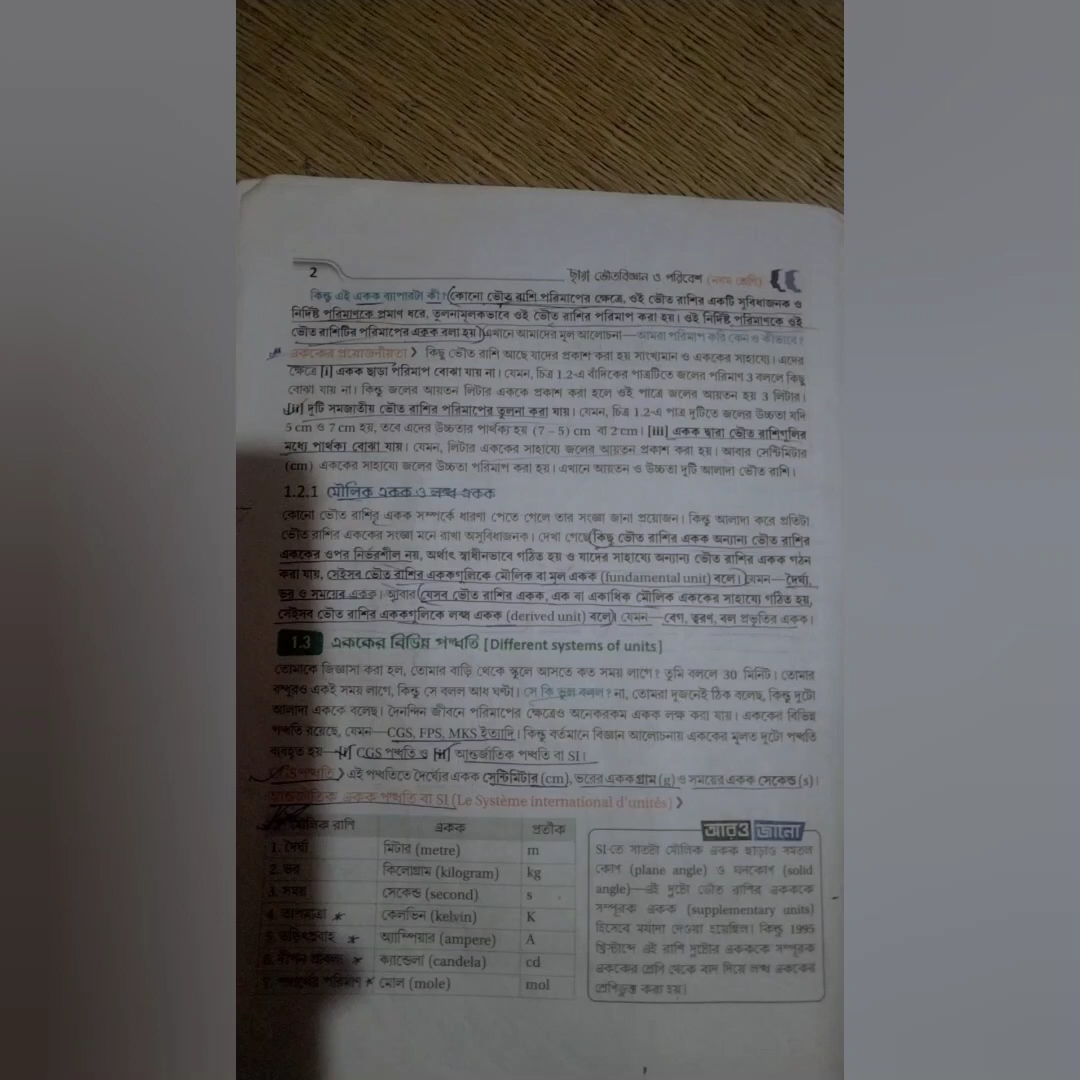 2
ছায়া ভৌতবিজ্ঞান ও পরিবেশ (নবম শ্রেণি)
কিন্তু এই একক ব্যাপারটা কী? কোনো ভৌত রাশি পরিমাপের ক্ষেত্রে, ওই ভৌত রাশির একটি সুবিধাজনক ও
নির্দিষ্ট পরিমাণকে প্রমাণ ধরে, তুলনামূলকভাবে ওই ভৌত রাশির পরিমাপ করা হয়। ওই নির্দিষ্ট পরিমাণকে ওই
ভৌত রাশিটির পরিমাপের একক বলা হয়। এখানে আমাদের মূল আলোচনা—আমরা পরিমাপ করি কেন ও কীভাবে?
এককের প্রয়োজনীয়তা ❯ কিছু ভৌত রাশি আছে যাদের প্রকাশ করা হয় সাংখ্যমান ও এককের সাহায্যে। এদের
ক্ষেত্রে [i] একক ছাড়া পরিমাপ বোঝা যায় না। যেমন, চিত্র 1.2-এ বাঁদিকের পাত্রটিতে জলের পরিমাণ 3 বললে কিছু
বোঝা যায় না। কিন্তু জলের আয়তন লিটার এককে প্রকাশ করা হলে ওই পাত্রে জলের আয়তন হয় 3 লিটার।
[ii] দুটি সমজাতীয় ভৌত রাশির পরিমাপের তুলনা করা যায়। যেমন, চিত্র 1.2-এ পাত্র দুটিতে জলের উচ্চতা যদি
5 cm ও 7 cm হয়, তবে এদের উচ্চতার পার্থক্য হয় (7 – 5) cm বা 2 cm। [iii] একক দ্বারা ভৌত রাশিগুলির
মধ্যে পার্থক্য বোঝা যায়। যেমন, লিটার এককের সাহায্যে জলের আয়তন প্রকাশ করা হয়। আবার সেন্টিমিটার
(cm) এককের সাহায্যে জলের উচ্চতা পরিমাপ করা হয়। এখানে আয়তন ও উচ্চতা দুটি আলাদা ভৌত রাশি।
1.2.1 মৌলিক একক ও লব্ধ একক
কোনো ভৌত রাশির একক সম্পর্কে ধারণা পেতে গেলে তার সংজ্ঞা জানা প্রয়োজন। কিন্তু আলাদা করে প্রতিটা
ভৌত রাশির এককের সংজ্ঞা মনে রাখা অসুবিধাজনক। দেখা গেছে কিছু ভৌত রাশির একক অন্যান্য ভৌত রাশির
এককের ওপর নির্ভরশীল নয়, অর্থাৎ স্বাধীনভাবে গঠিত হয় ও যাদের সাহায্যে অন্যান্য ভৌত রাশির একক গঠন
করা যায়, সেইসব ভৌত রাশির এককগুলিকে মৌলিক বা মূল একক (fundamental unit) বলে। যেমন—দৈর্ঘ্য,
ভর ও সময়ের একক। আবার যেসব ভৌত রাশির একক, এক বা একাধিক মৌলিক এককের সাহায্যে গঠিত হয়,
সেইসব ভৌত রাশির এককগুলিকে লব্ধ একক (derived unit) বলে। যেমন—বেগ, ত্বরণ, বল প্রভৃতির একক।
1.3 এককের বিভিন্ন পদ্ধতি [Different systems of units]
তোমাকে জিজ্ঞাসা করা হল, তোমার বাড়ি থেকে স্কুলে আসতে কত সময় লাগে? তুমি বললে 30 মিনিট। তোমার
বন্ধুরও একই সময় লাগে, কিন্তু সে বলল আধ ঘণ্টা। সে কি ভুল বলল? না, তোমরা দুজনেই ঠিক বলেছ, কিন্তু দুটো
আলাদা এককে বলেছ। দৈনন্দিন জীবনে পরিমাপের ক্ষেত্রেও অনেকরকম একক লক্ষ করা যায়। এককের বিভিন্ন
পদ্ধতি রয়েছে, যেমন—CGS, FPS, MKS ইত্যাদি। কিন্তু বর্তমানে বিজ্ঞান আলোচনায় এককের মূলত দুটো পদ্ধতি
ব্যবহৃত হয়—[i] CGS পদ্ধতি ও [ii] আন্তর্জাতিক পদ্ধতি বা SI।
CGS পদ্ধতি ❯ এই পদ্ধতিতে দৈর্ঘ্যের একক সেন্টিমিটার (cm), ভরের একক গ্রাম (g) ও সময়ের একক সেকেন্ড (s)।
আন্তর্জাতিক একক পদ্ধতি বা SI (Le Système international d'unités) ❯
মৌলিক রাশি একক প্রতীক
1. দৈর্ঘ্য মিটার (metre) m
2. ভর কিলোগ্রাম (kilogram) kg
3. সময় সেকেন্ড (second) s
4. তাপমাত্রা কেলভিন (kelvin) K
5. তড়িৎপ্রবাহ অ্যাম্পিয়ার (ampere) A
6. দীপন প্রাবল্য ক্যান্ডেলা (candela) cd
7. পদার্থের পরিমাণ মোল (mole) mol
আরও জানো
SI-তে সাতটা মৌলিক একক ছাড়াও সমতল
কোণ (plane angle) ও ঘনকোণ (solid
angle)—এই দুটো ভৌত রাশির একককে
সম্পূরক একক (supplementary units)
হিসেবে মর্যাদা দেওয়া হয়েছিল। কিন্তু 1995
খ্রিস্টাব্দে এই রাশি দুটোর একককে সম্পূরক
এককের শ্রেণি থেকে বাদ দিয়ে লব্ধ এককের
শ্রেণিভুক্ত করা হয়।